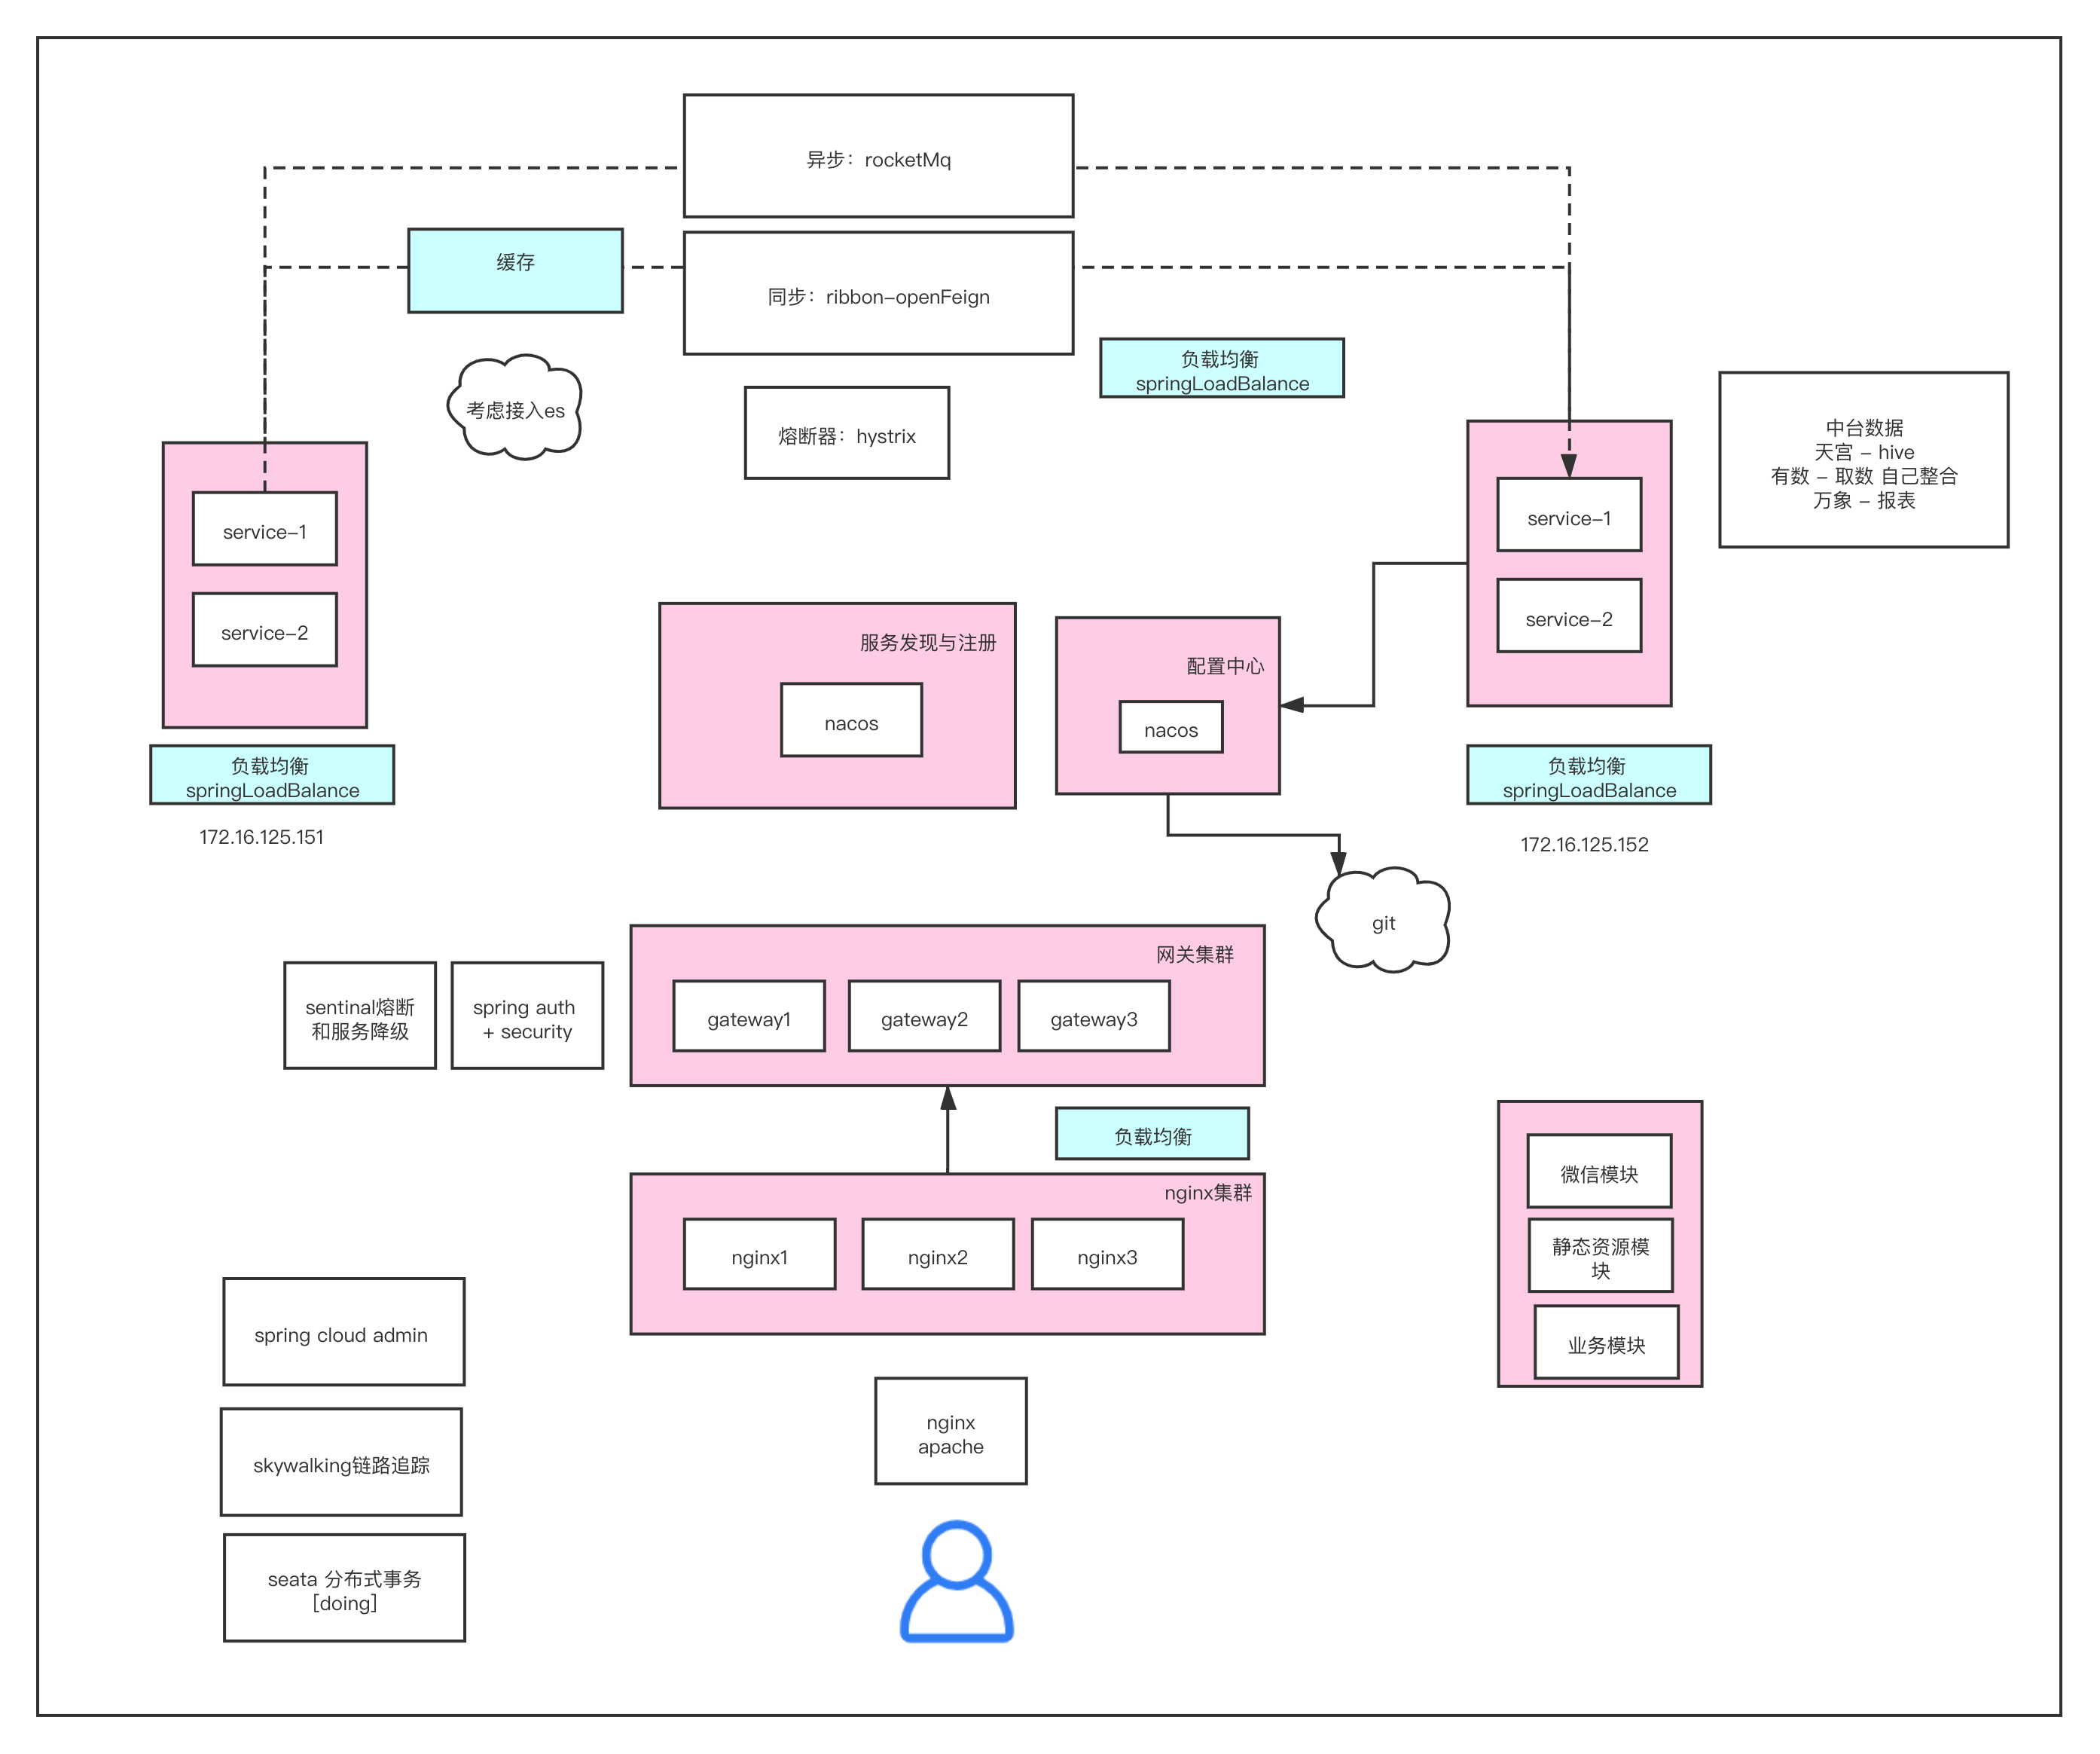 异步：rocketMq
缓存
同步：ribbon-openFeign
负载均衡
springLoadBalance
考虑接入es
熔断器：hystrix
中台数据
天宫 – hive
有数 – 取数 自己整合
万象 – 报表
service-1
service-2
负载均衡
springLoadBalance
172.16.125.151
服务发现与注册
nacos
配置中心
nacos
service-1
service-2
负载均衡
springLoadBalance
172.16.125.152
git
sentinal熔断
和服务降级
spring auth
+ security
网关集群
gateway1
gateway2
gateway3
负载均衡
nginx集群
nginx1
nginx2
nginx3
微信模块
静态资源模
块
业务模块
spring cloud admin
skywalking链路追踪
seata 分布式事务
[doing]
nginx
apache